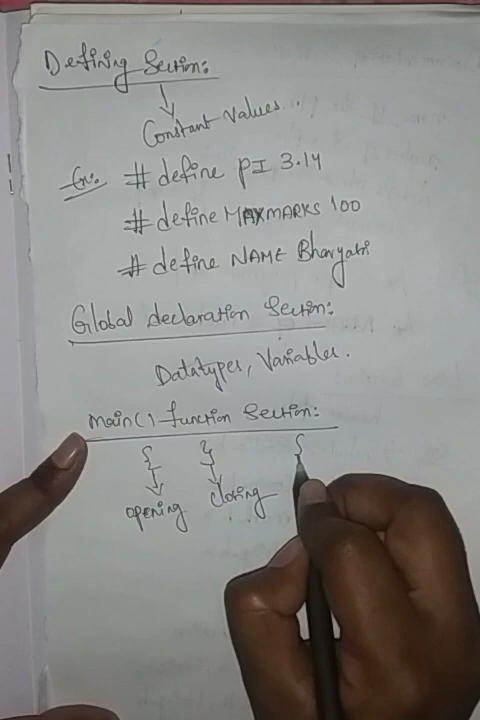 Defining Section:
Constant Values.
Ex:. # define PI 3.14
# define MAXMARKS 100
# define NAME
Global declaration Section:
Datatypes, Variables.
main() function Section:
{ } {
opening closing